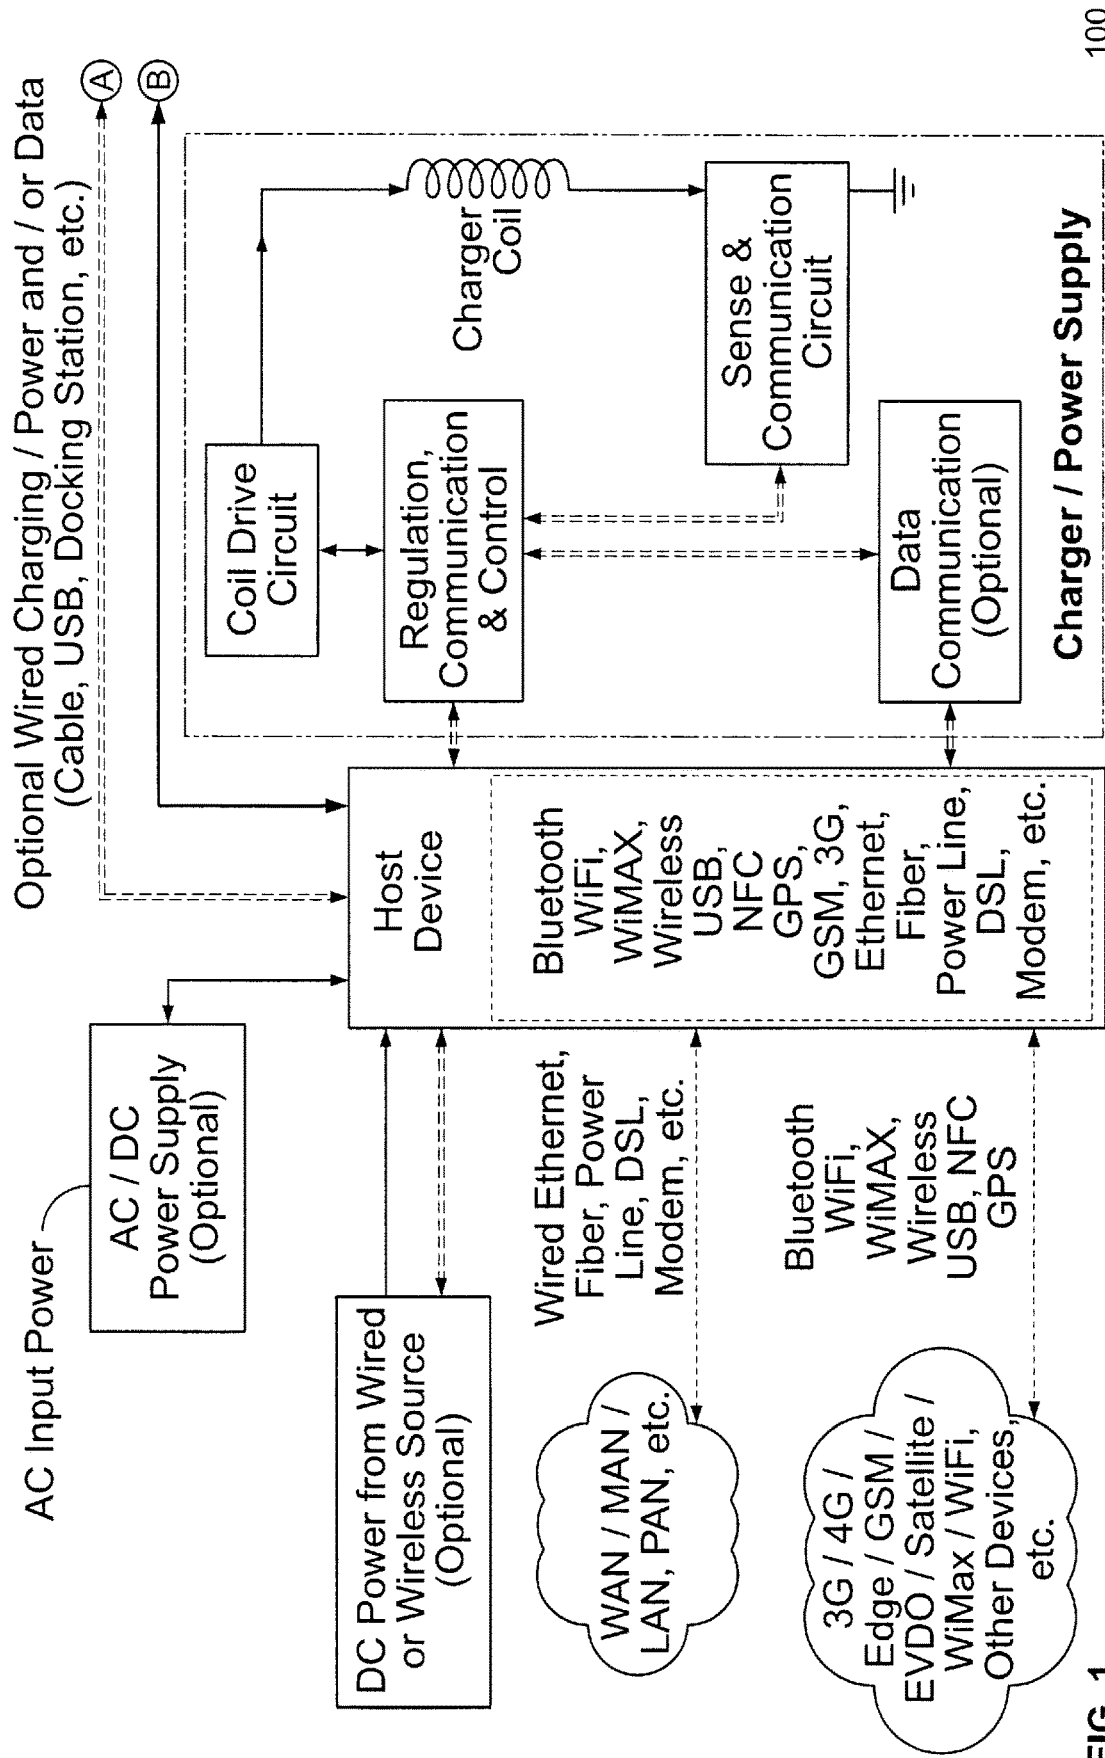 Optional Wired Charging / Power and / or Data
(Cable, USB, Docking Station, etc.)
A
B
AC Input Power
AC / DC
Power Supply
(Optional)
DC Power from Wired
or Wireless Source
(Optional)
WAN / MAN /
LAN, PAN, etc.
3G / 4G /
Edge / GSM /
EVDO / Satellite /
WiMax / WiFi,
Other Devices,
etc.
Wired Ethernet,
Fiber, Power
Line, DSL,
Modem, etc.
Bluetooth
WiFi,
WiMAX,
Wireless
USB, NFC
GPS
Host
Device
Bluetooth
WiFi,
WiMAX,
Wireless
USB,
NFC
GPS,
GSM, 3G,
Ethernet,
Fiber,
Power Line,
DSL,
Modem, etc.
Coil Drive
Circuit
Regulation,
Communication
& Control
Charger
Coil
Sense &
Communication
Circuit
Data
Communication
(Optional)
Charger / Power Supply
FIG. 1
100